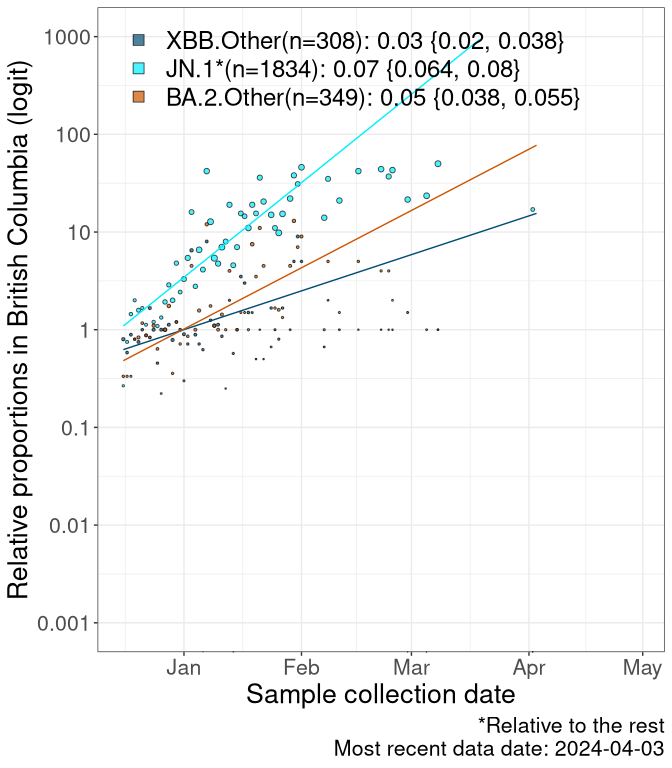 XBB.Other(n=308): 0.03 {0.02, 0.038}
JN.1*(n=1834): 0.07 {0.064, 0.08}
BA.2.Other(n=349): 0.05 {0.038, 0.055}
Relative proportions in British Columbia (logit)
1000
100
10
1
0.1
0.01
0.001
Jan Feb Mar Apr May
Sample collection date
*Relative to the rest
Most recent data date: 2024-04-03